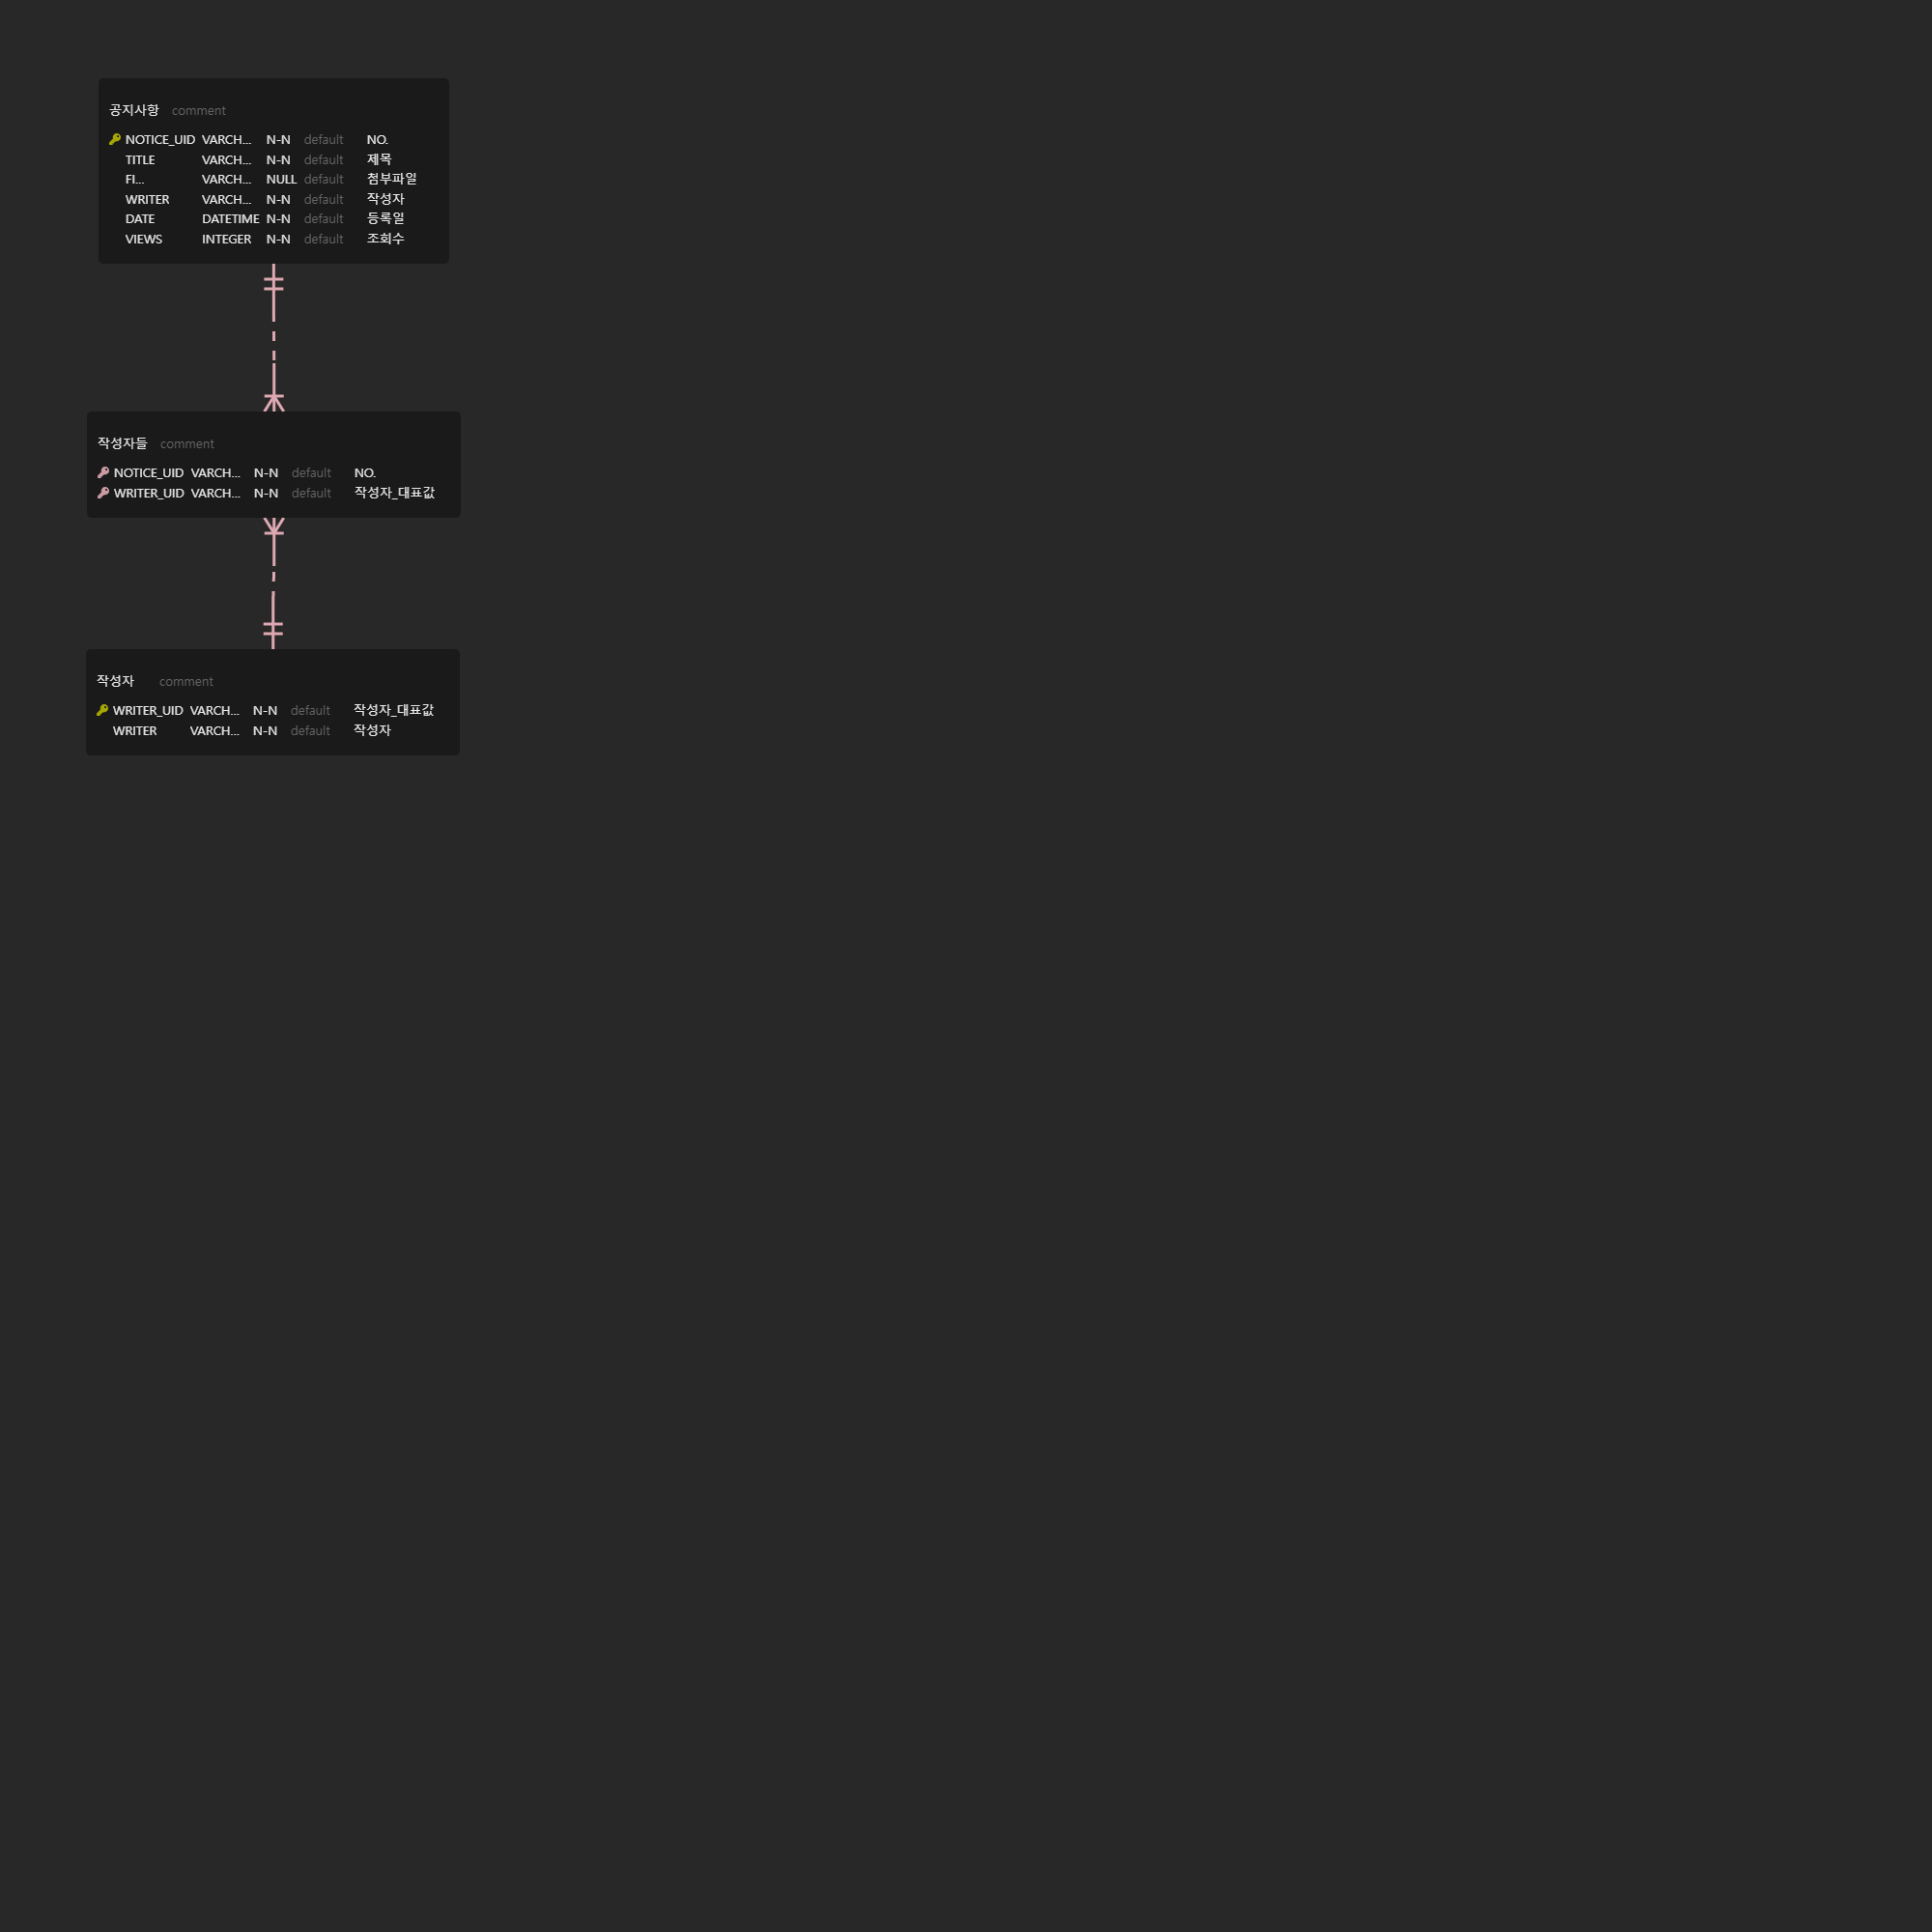 공지사항 comment
NOTICE_UID VARCH... N-N default NO.
TITLE VARCH... N-N default 제목
FI... VARCH... NULL default 첨부파일
WRITER VARCH... N-N default 작성자
DATE DATETIME N-N default 등록일
VIEWS INTEGER N-N default 조회수
작성자들 comment
NOTICE_UID VARCH... N-N default NO.
WRITER_UID VARCH... N-N default 작성자_대표값
작성자 comment
WRITER_UID VARCH... N-N default 작성자_대표값
WRITER VARCH... N-N default 작성자